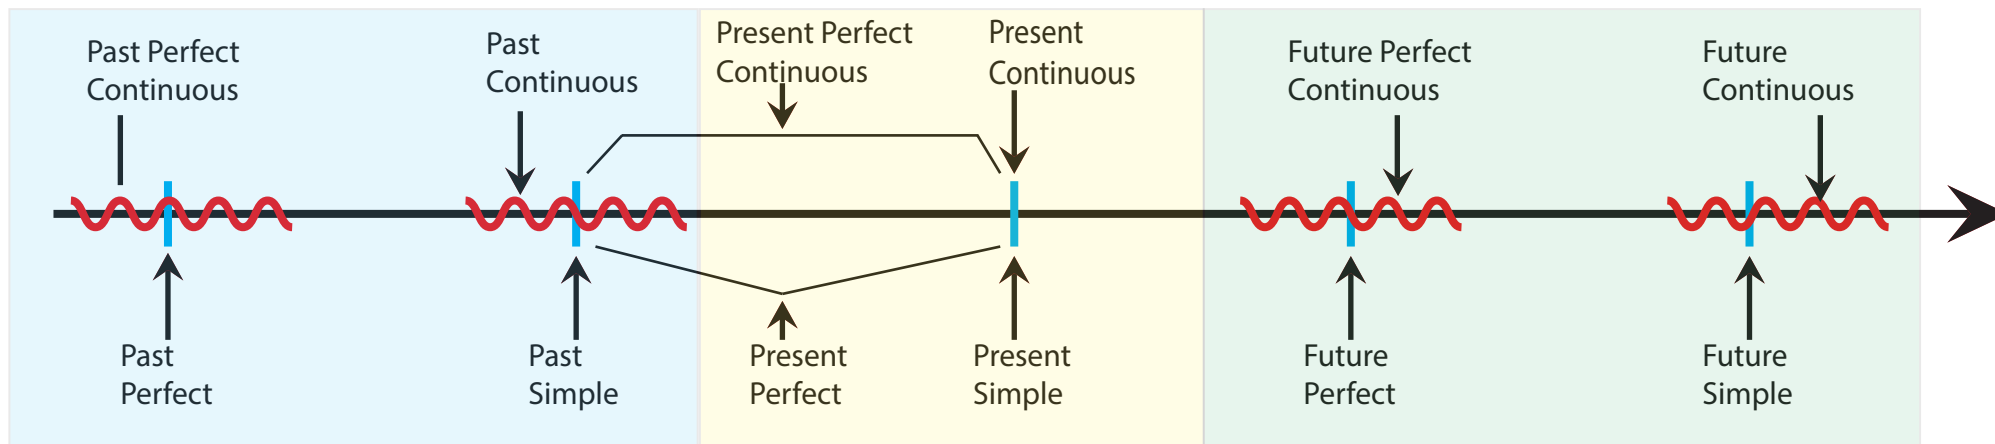 Past Perfect
Continuous
Past
Continuous
Present Perfect
Continuous
Present
Continuous
Future Perfect
Continuous
Future
Continuous
Past
Perfect
Past
Simple
Present
Perfect
Present
Simple
Future
Perfect
Future
Simple